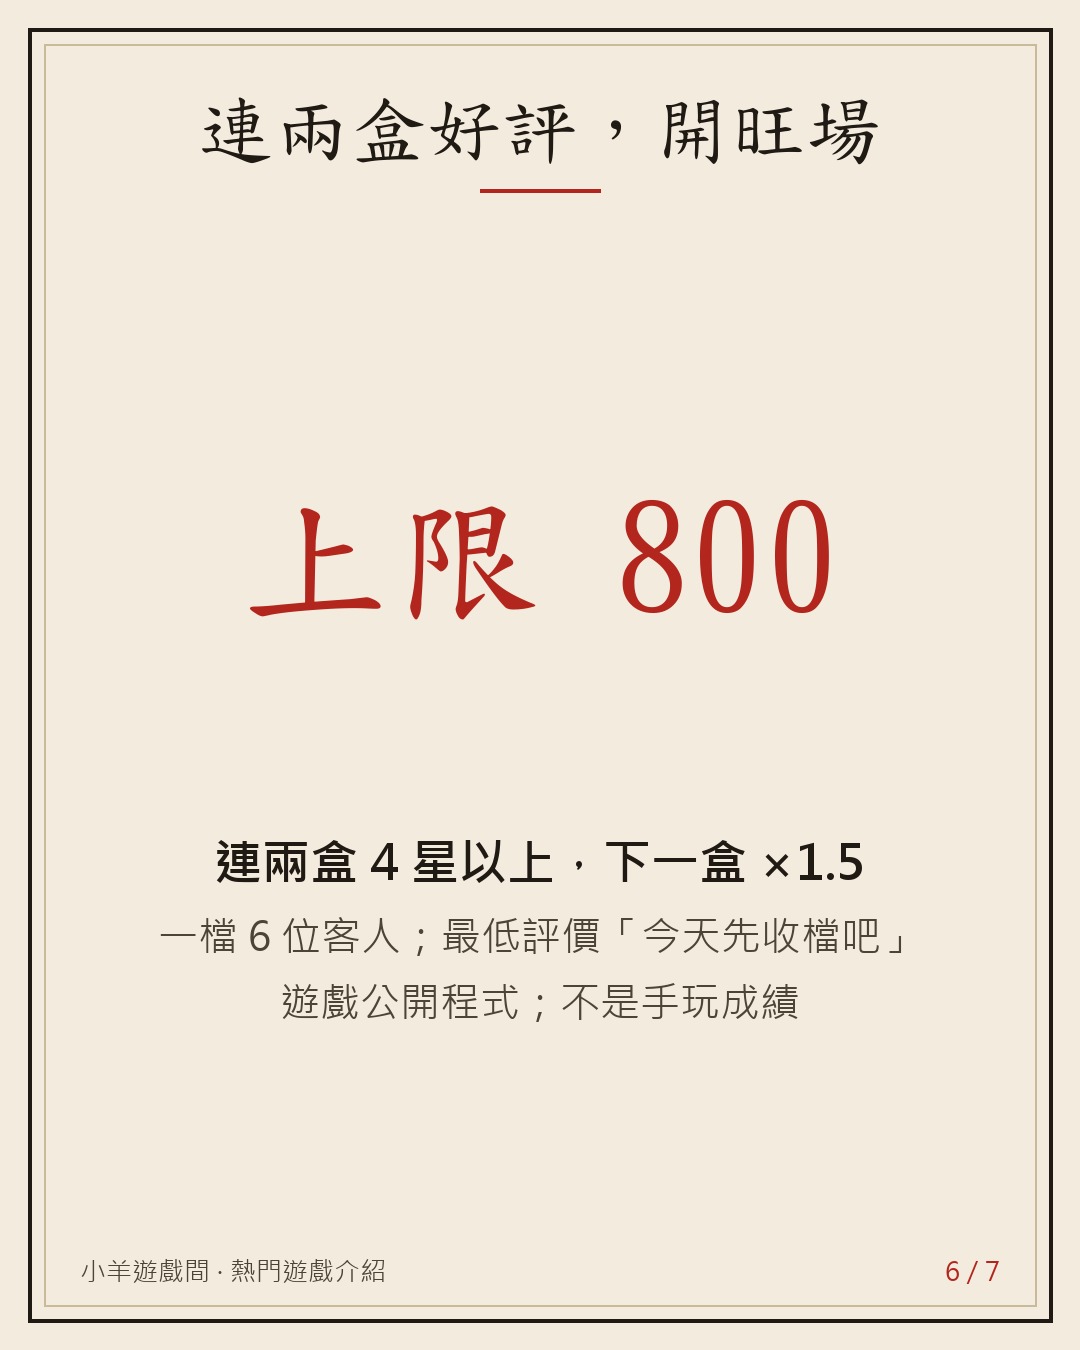 連兩盒好評，開旺場
上限 800
連兩盒 4 星以上，下一盒 ×1.5
一檔 6 位客人；最低評價「今天先收檔吧」
遊戲公開程式；不是手玩成績
小羊遊戲間 · 熱門遊戲介紹
6 / 7